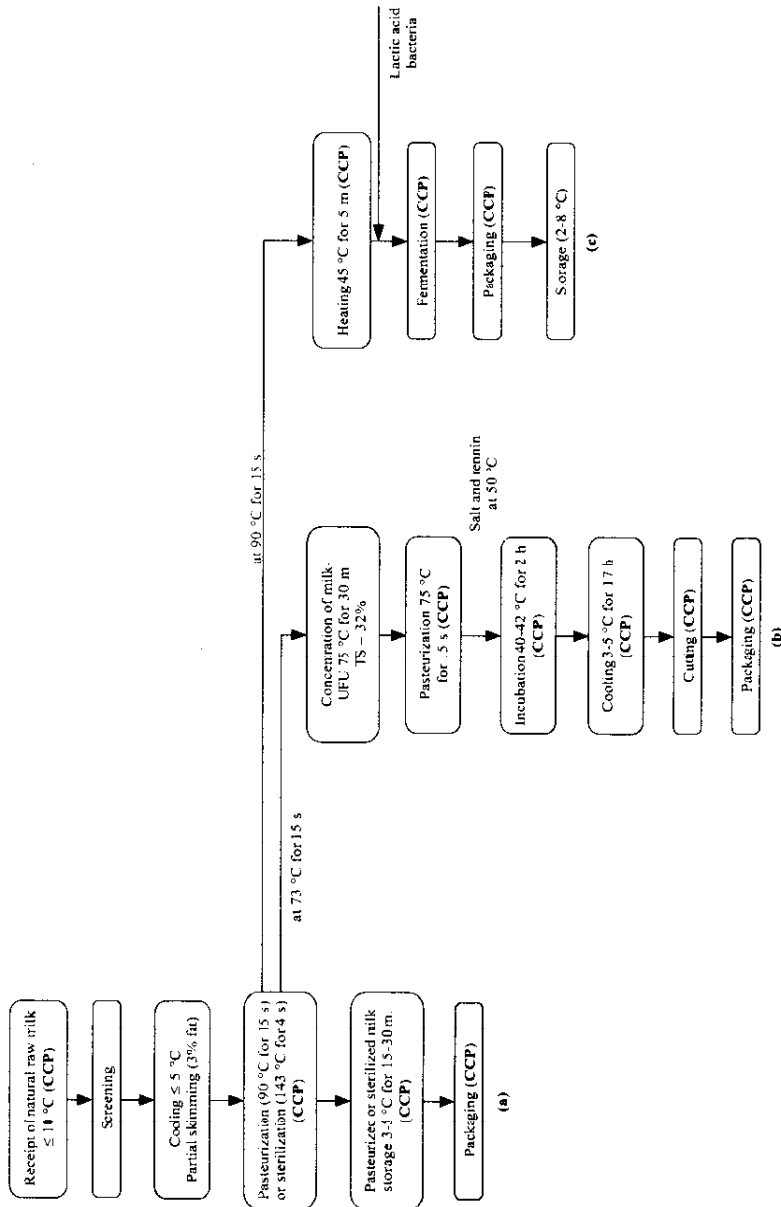 Receipt of natural raw milk
≤ 10 °C (CCP)
Screening
Cooling ≤ 5 °C
Partial skimming (3% fat)
Pasteurization (90 °C for 15 s)
or sterilization (143 °C for 4 s)
(CCP)
Pasteurized or sterilized milk
storage 3-5 °C for 15-30 m.
(CCP)
Packaging (CCP)
(a)
at 73 °C for 15 s
Concenration of milk-
UFU 75 °C for 30 m
TS – 32%
Pasteurization 75 °C
for s (CCP)
Salt and rennin
at 50 °C
Incubation 40-42 °C for 2 h
(CCP)
Cooling 3-5 °C for 17 h
(CCP)
Cutting (CCP)
Packaging (CCP)
(b)
at 90 °C for 15 s
Heating 45 °C for 5 m (CCP)
Lactic acid
bacteria
Fermentation (CCP)
Packaging (CCP)
Storage (2-8 °C)
(c)